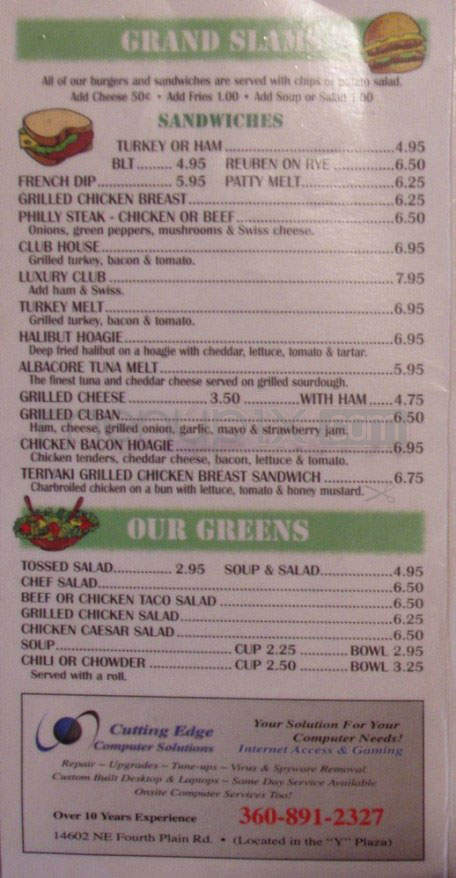 GRAND SLAMS
All of our burgers and sandwiches are served with chips or potato salad.
Add Cheese 50¢ • Add Fries 1.00 • Add Soup or Salad 1.00
SANDWICHES
TURKEY OR HAM 4.95
BLT 4.95 REUBEN ON RYE 6.50
FRENCH DIP 5.95 PATTY MELT 6.25
GRILLED CHICKEN BREAST 6.25
PHILLY STEAK - CHICKEN OR BEEF 6.50
Onions, green peppers, mushrooms & Swiss cheese.
CLUB HOUSE 6.95
Grilled turkey, bacon & tomato.
LUXURY CLUB 7.95
Add ham & Swiss.
TURKEY MELT 6.95
Grilled turkey, bacon & tomato.
HALIBUT HOAGIE 6.95
Deep fried halibut on a hoagie with cheddar, lettuce, tomato & tartar.
ALBACORE TUNA MELT 5.95
The finest tuna and cheddar cheese served on grilled sourdough.
GRILLED CHEESE 3.50 WITH HAM 4.75
GRILLED CUBAN 6.50
Ham, cheese, grilled onion, garlic, mayo & strawberry jam.
CHICKEN BACON HOAGIE 6.95
Chicken tenders, cheddar cheese, bacon, lettuce & tomato.
TERIYAKI GRILLED CHICKEN BREAST SANDWICH 6.75
Charbroiled chicken on a bun with lettuce, tomato & honey mustard.
OUR GREENS
TOSSED SALAD 2.95 SOUP & SALAD 4.95
CHEF SALAD 6.50
BEEF OR CHICKEN TACO SALAD 6.50
GRILLED CHICKEN SALAD 6.25
CHICKEN CAESAR SALAD 6.50
SOUP CUP 2.25 BOWL 2.95
CHILI OR CHOWDER CUP 2.50 BOWL 3.25
Served with a roll.
Cutting Edge
Computer Solutions
Your Solution For Your
Computer Needs!
Internet Access & Gaming
Repair ~ Upgrades ~ Tune-ups ~ Virus & Spyware Removal
Custom Built Desktop & Laptops ~ Same Day Service Available
Onsite Computer Services Too!
Over 10 Years Experience 360-891-2327
14602 NE Fourth Plain Rd. • (Located in the "Y" Plaza)